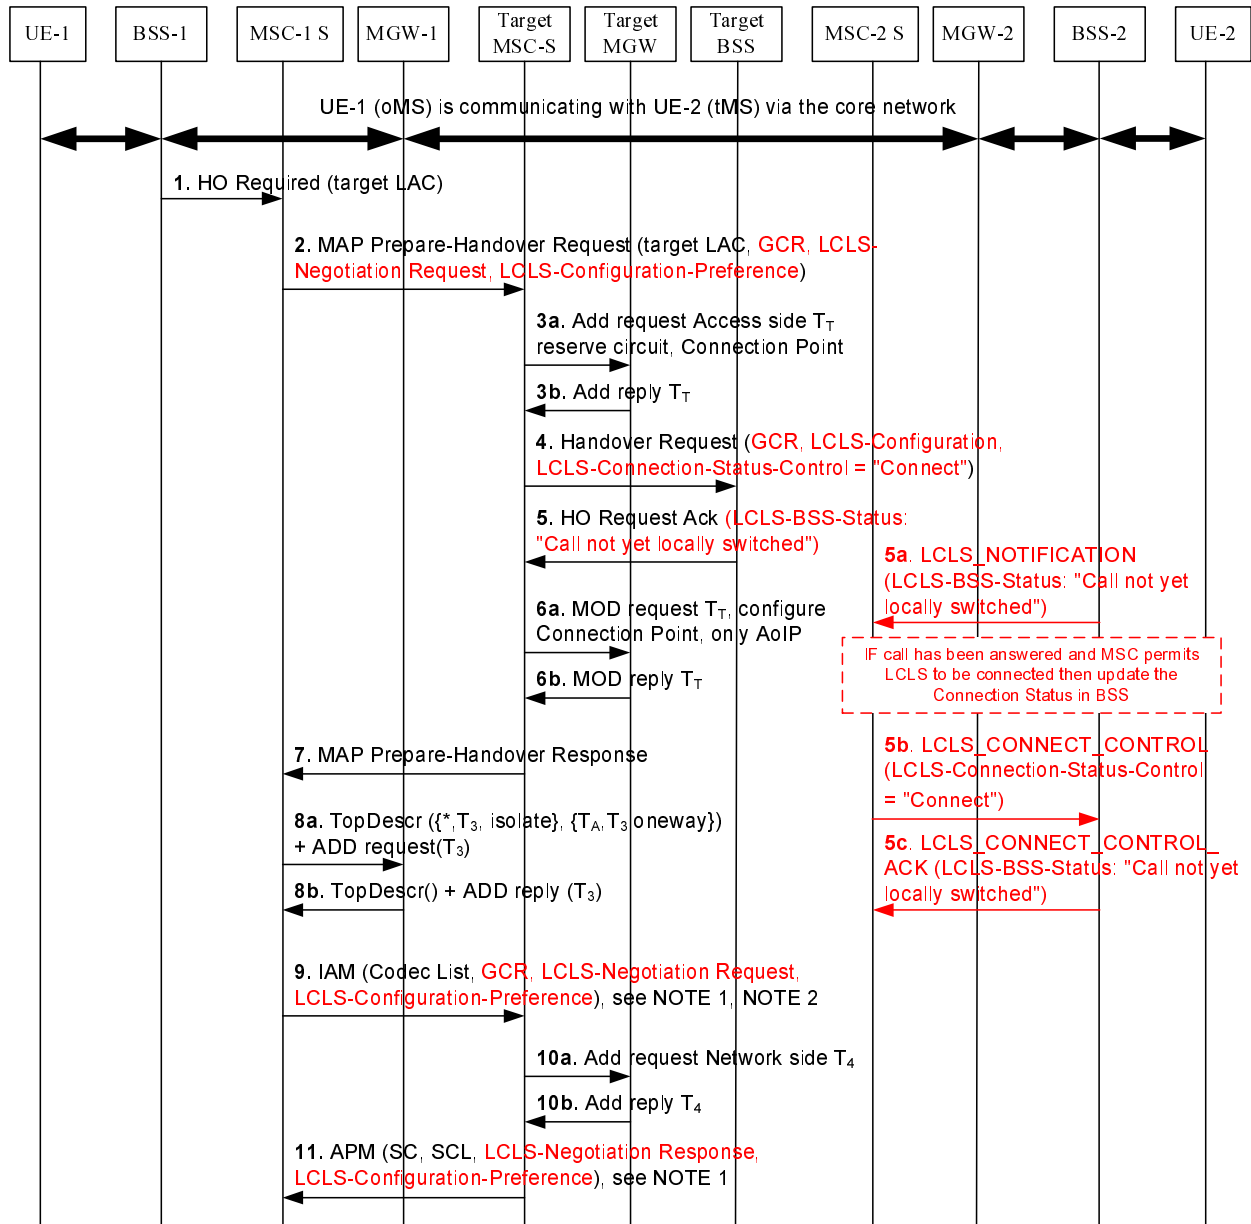 UE-1
BSS-1
MSC-1 S
MGW-1
Target
MSC-S
Target
MGW
Target
BSS
MSC-2 S
MGW-2
BSS-2
UE-2
UE-1 (oMS) is communicating with UE-2 (tMS) via the core network
1. HO Required (target LAC)
2. MAP Prepare-Handover Request (target LAC, GCR, LCLS-
Negotiation Request, LCLS-Configuration-Preference)
3a. Add request Access side TT
reserve circuit, Connection Point
3b. Add reply TT
4. Handover Request (GCR, LCLS-Configuration,
LCLS-Connection-Status-Control = "Connect")
5. HO Request Ack (LCLS-BSS-Status:
"Call not yet locally switched")
5a. LCLS_NOTIFICATION
(LCLS-BSS-Status: "Call not yet
locally switched")
6a. MOD request TT, configure
Connection Point, only AoIP
6b. MOD reply TT
IF call has been answered and MSC permits
LCLS to be connected then update the
Connection Status in BSS
7. MAP Prepare-Handover Response
5b. LCLS_CONNECT_CONTROL
(LCLS-Connection-Status-Control
= "Connect")
8a. TopDescr ({*,T3, isolate}, {TA,T3 oneway})
+ ADD request(T3)
8b. TopDescr() + ADD reply (T3)
5c. LCLS_CONNECT_CONTROL_
ACK (LCLS-BSS-Status: "Call not yet
locally switched")
9. IAM (Codec List, GCR, LCLS-Negotiation Request,
LCLS-Configuration-Preference), see NOTE 1, NOTE 2
10a. Add request Network side T4
10b. Add reply T4
11. APM (SC, SCL, LCLS-Negotiation Response,
LCLS-Configuration-Preference), see NOTE 1